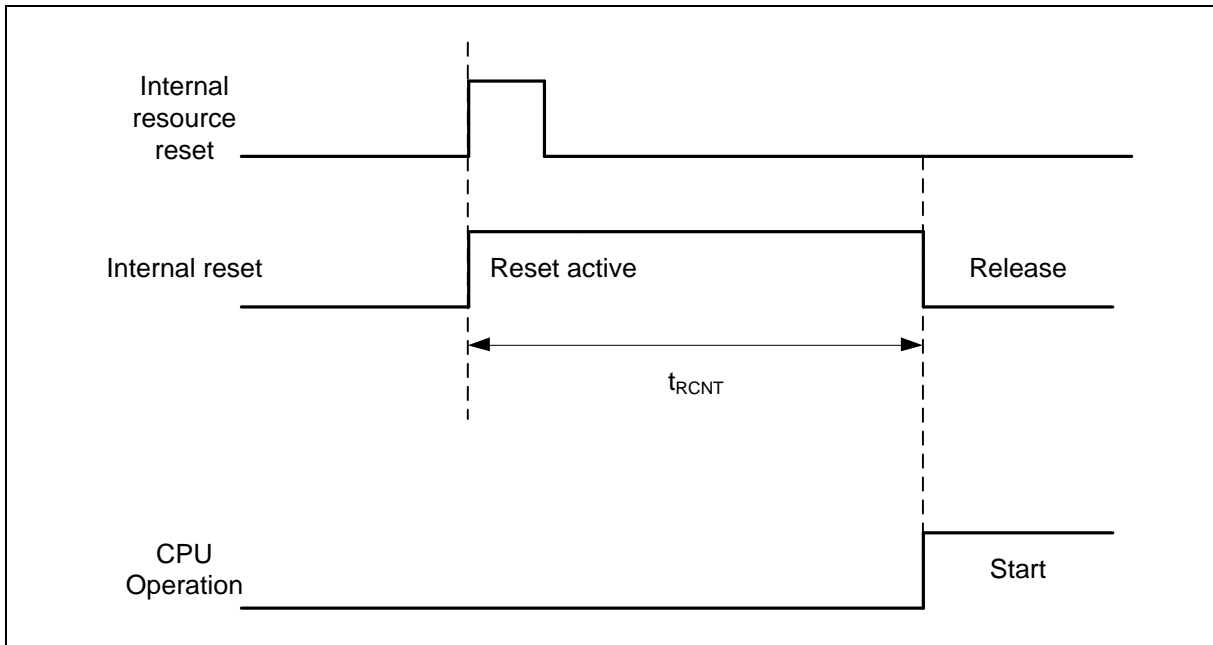 Internal
resource
reset
Internal reset
Reset active
Release
tRCNT
CPU
Operation
Start